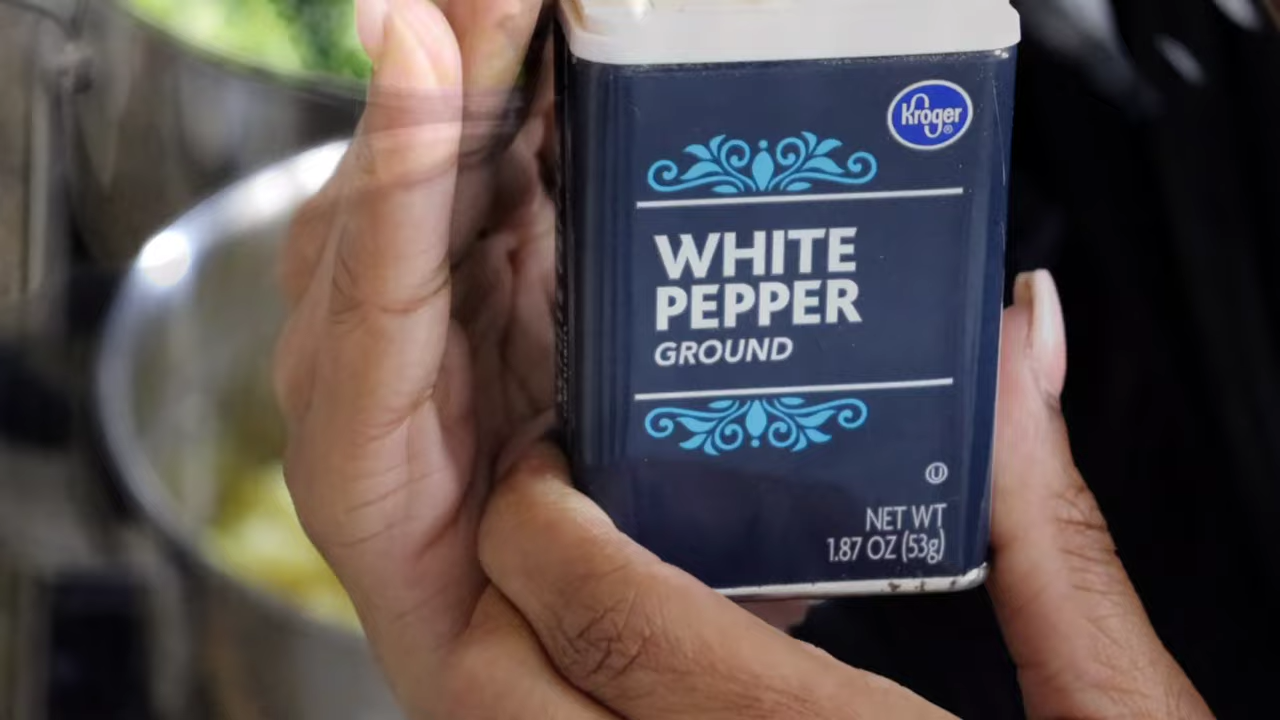 Kroger
WHITE
PEPPER
GROUND
U
NET WT
1.87 OZ (53g)